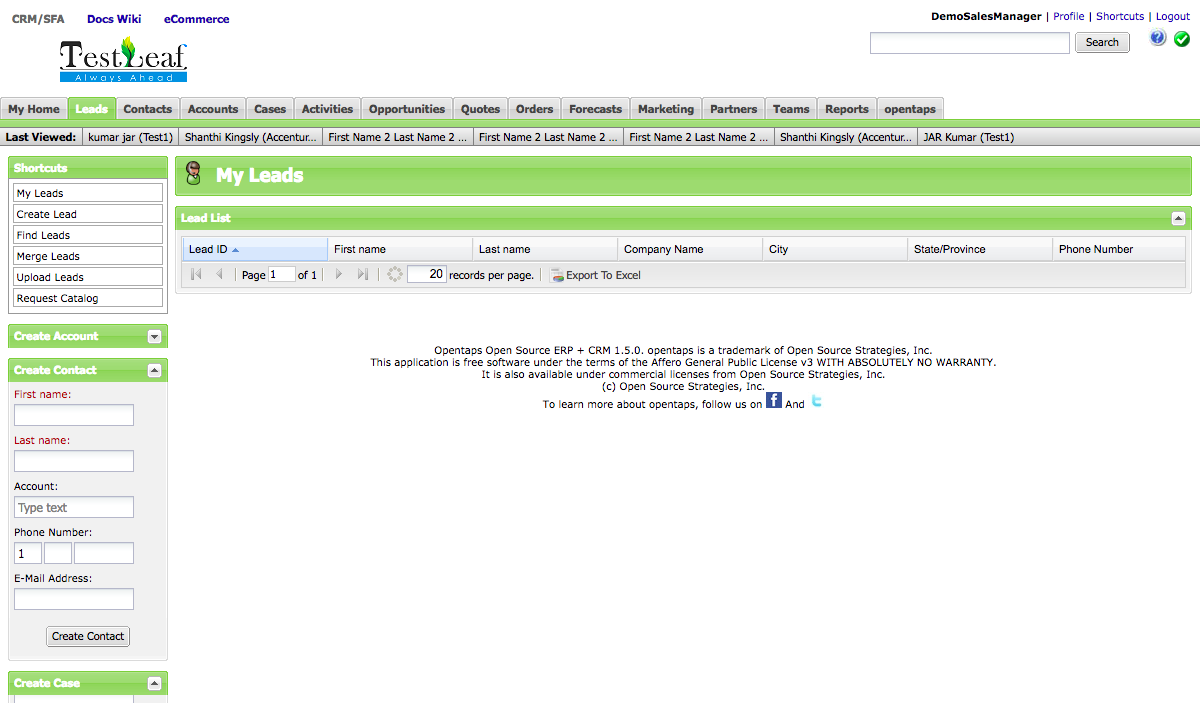 CRM/SFA Docs Wiki eCommerce
DemoSalesManager | Profile | Shortcuts | Logout
TestLeaf
Always Ahead
Search
My Home Leads Contacts Accounts Cases Activities Opportunities Quotes Orders Forecasts Marketing Partners Teams Reports opentaps
Last Viewed: kumar jar (Test1) Shanthi Kingsly (Accentur... First Name 2 Last Name 2 ... First Name 2 Last Name 2 ... First Name 2 Last Name 2 ... Shanthi Kingsly (Accentur... JAR Kumar (Test1)
Shortcuts
My Leads
Create Lead
Find Leads
Merge Leads
Upload Leads
Request Catalog
Create Account
Create Contact
First name:
Last name:
Account:
Type text
Phone Number:
1
E-Mail Address:
Create Contact
Create Case
My Leads
Lead List
Lead ID First name Last name Company Name City State/Province Phone Number
Page 1 of 1 20 records per page. Export To Excel
Opentaps Open Source ERP + CRM 1.5.0. opentaps is a trademark of Open Source Strategies, Inc.
This application is free software under the terms of the Affero General Public License v3 WITH ABSOLUTELY NO WARRANTY.
It is also available under commercial licenses from Open Source Strategies, Inc.
(c) Open Source Strategies, Inc.
To learn more about opentaps, follow us on f And t